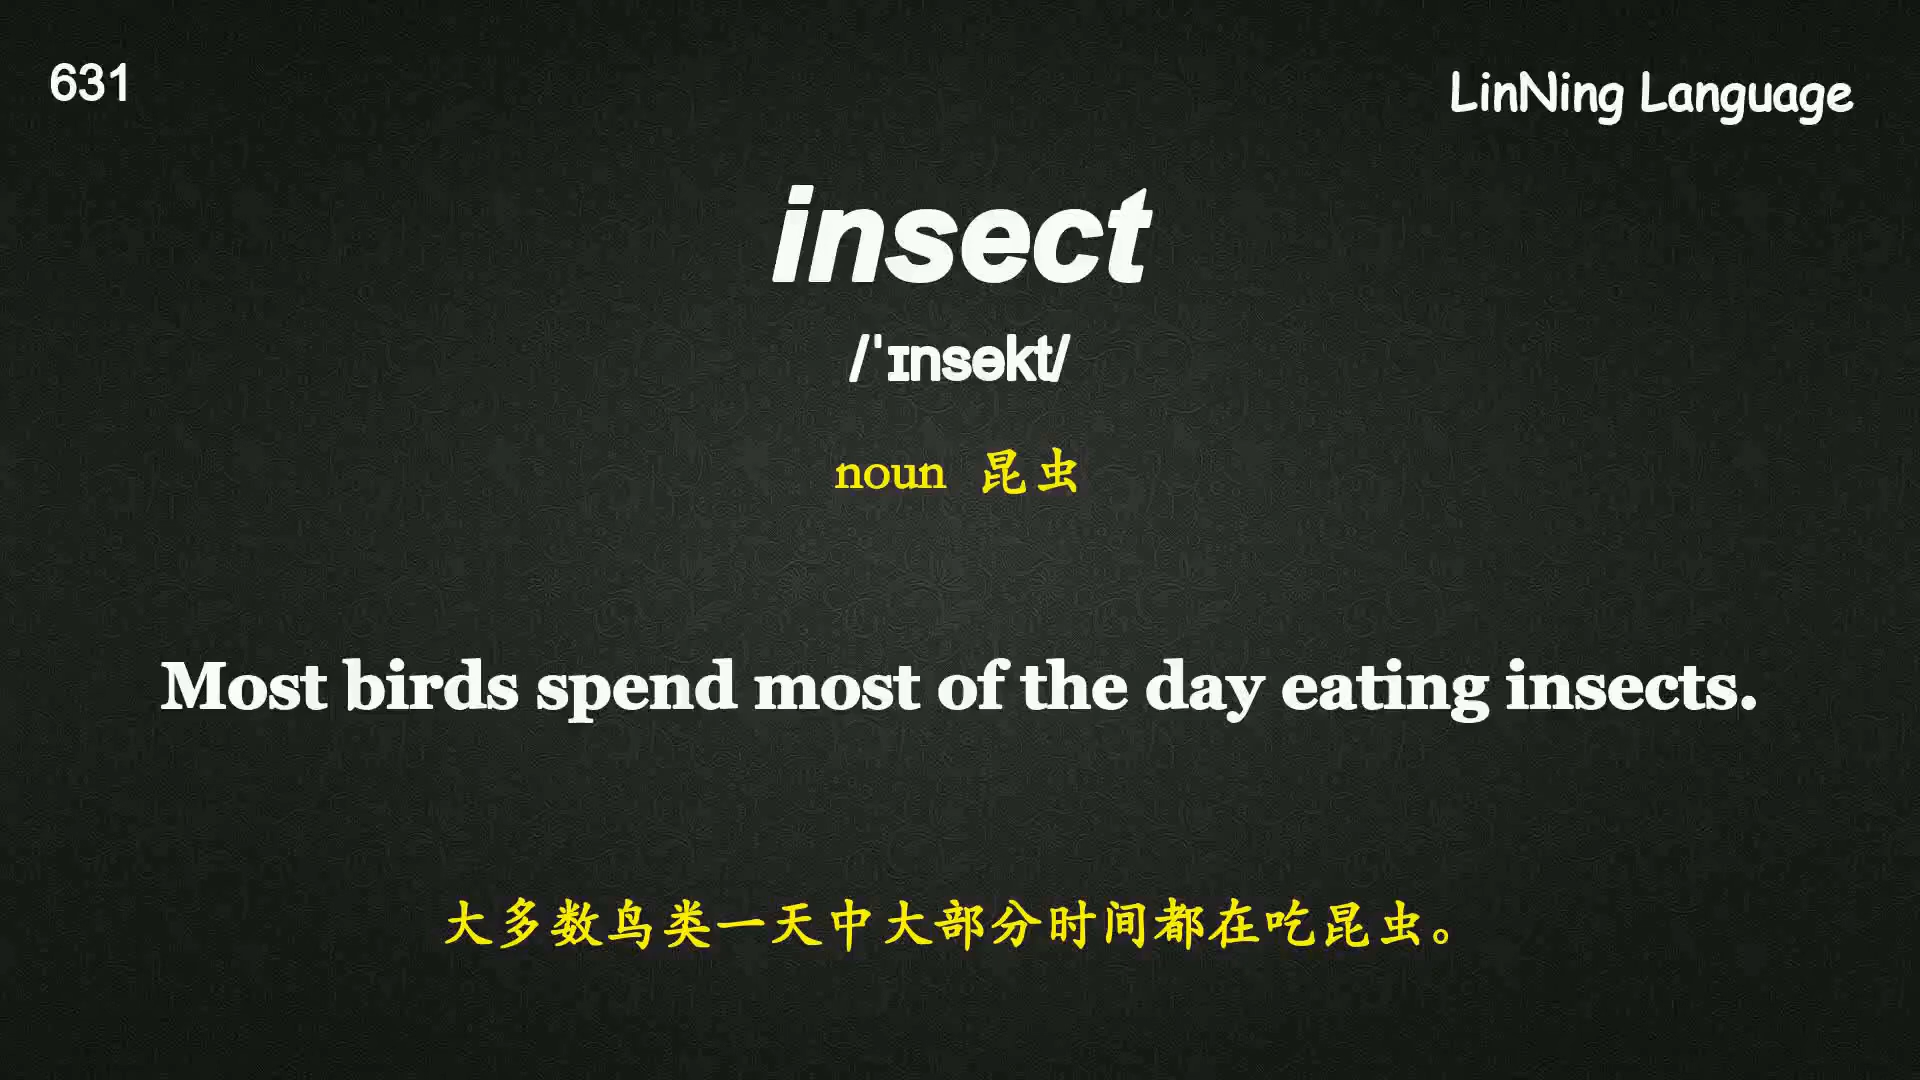 631
LinNing Language
insect
/ˈɪnsəkt/
noun 昆虫
Most birds spend most of the day eating insects.
大多数鸟类一天中大部分时间都在吃昆虫。